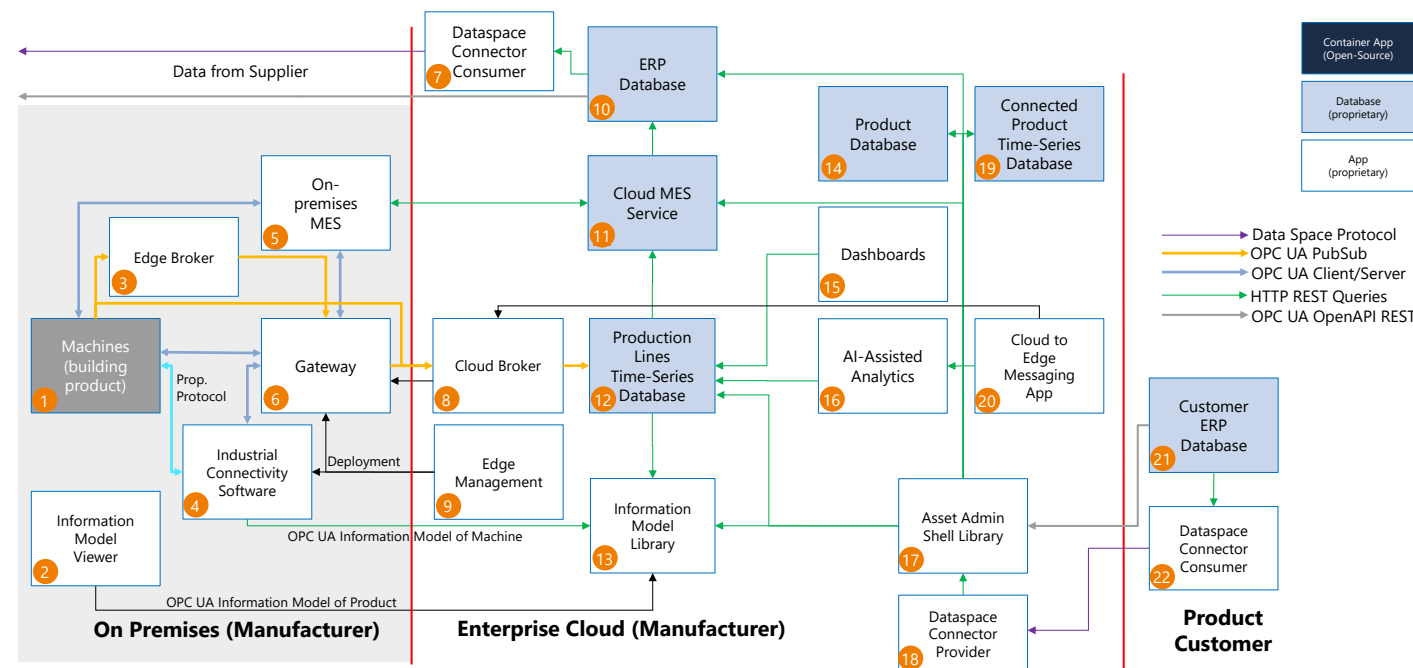 Dataspace
Connector
Consumer
7
Data from Supplier
ERP
Database
10
Container App
(Open-Source)
Database
(proprietary)
App
(proprietary)
Product
Database
14
Connected
Product
Time-Series
Database
19
On-
premises
MES
5
Cloud MES
Service
11
Edge Broker
3
Dashboards
15
Data Space Protocol
OPC UA PubSub
OPC UA Client/Server
HTTP REST Queries
OPC UA OpenAPI REST
Machines
(building
product)
1
Prop.
Protocol
Gateway
6
Cloud Broker
8
Production
Lines
Time-Series
Database
12
AI-Assisted
Analytics
16
Cloud to
Edge
Messaging
App
20
Customer
ERP
Database
21
Industrial
Connectivity
Software
4
Deployment
Edge
Management
9
Information
Model
Library
13
Asset Admin
Shell Library
17
Dataspace
Connector
Consumer
22
Information
Model
Viewer
2
OPC UA Information Model of Machine
OPC UA Information Model of Product
On Premises (Manufacturer)
Enterprise Cloud (Manufacturer)
Dataspace
Connector
Provider
18
Product
Customer